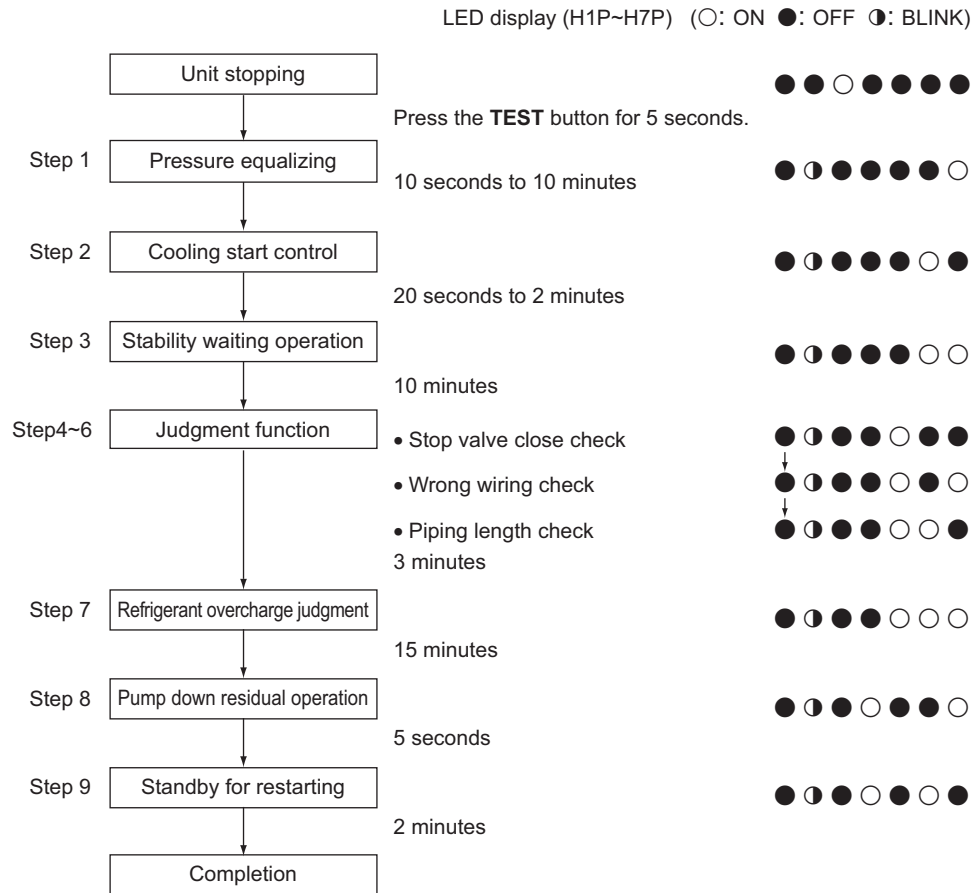 LED display (H1P~H7P) (○: ON ●: OFF ◑: BLINK)
Unit stopping
● ● ○ ● ● ● ●
Press the TEST button for 5 seconds.
Step 1 Pressure equalizing
10 seconds to 10 minutes
● ◑ ● ● ● ● ○
Step 2 Cooling start control
● ◑ ● ● ● ○ ●
20 seconds to 2 minutes
Step 3 Stability waiting operation
● ◑ ● ● ● ○ ○
10 minutes
Step4~6 Judgment function
• Stop valve close check ● ◑ ● ● ○ ● ●
• Wrong wiring check ● ◑ ● ● ○ ● ○
• Piping length check ● ◑ ● ● ○ ○ ●
3 minutes
Step 7 Refrigerant overcharge judgment
● ◑ ● ● ○ ○ ○
15 minutes
Step 8 Pump down residual operation
● ◑ ● ○ ● ● ○
5 seconds
Step 9 Standby for restarting
● ◑ ● ○ ● ○ ●
2 minutes
Completion